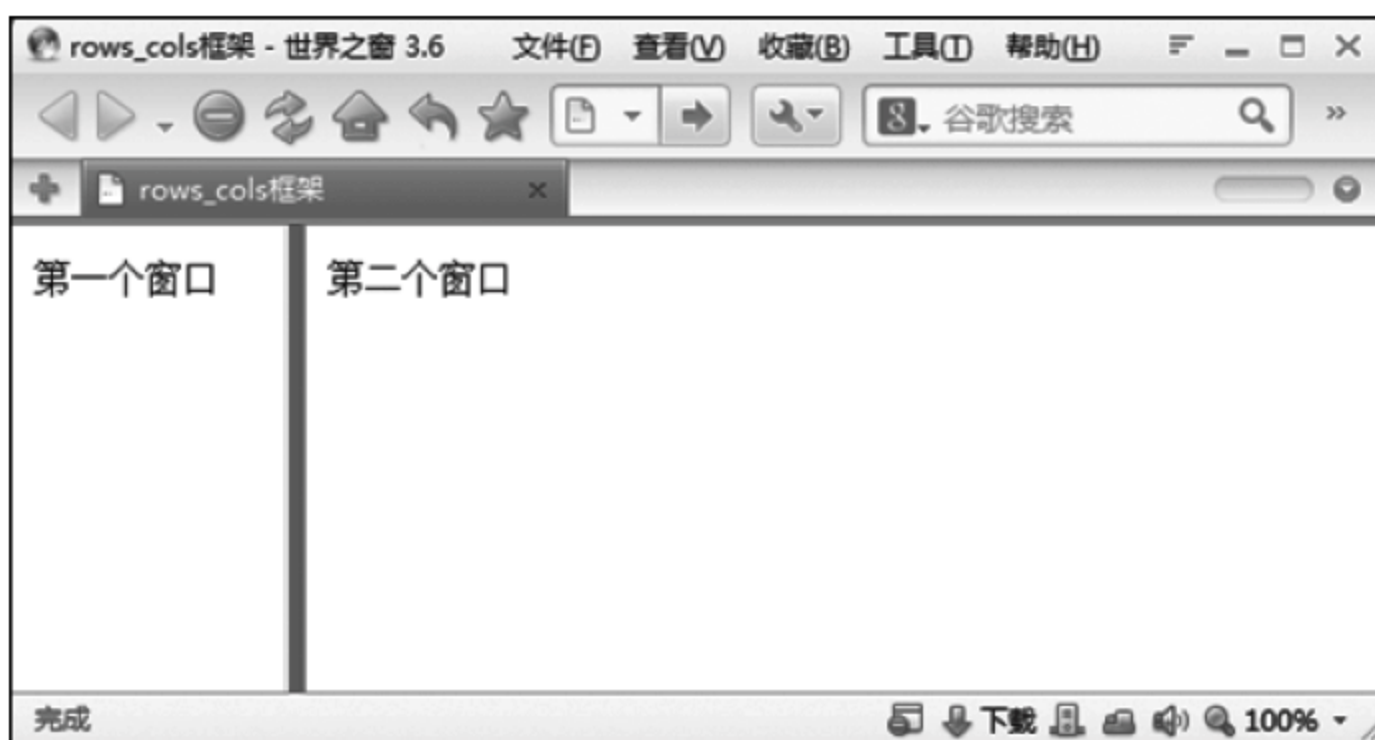 rows_cols框架 - 世界之窗 3.6 文件(F) 查看(V) 收藏(B) 工具(T) 帮助(H)
8 谷歌搜索 »
rows_cols框架
第一个窗口 第二个窗口
完成 下载 100%